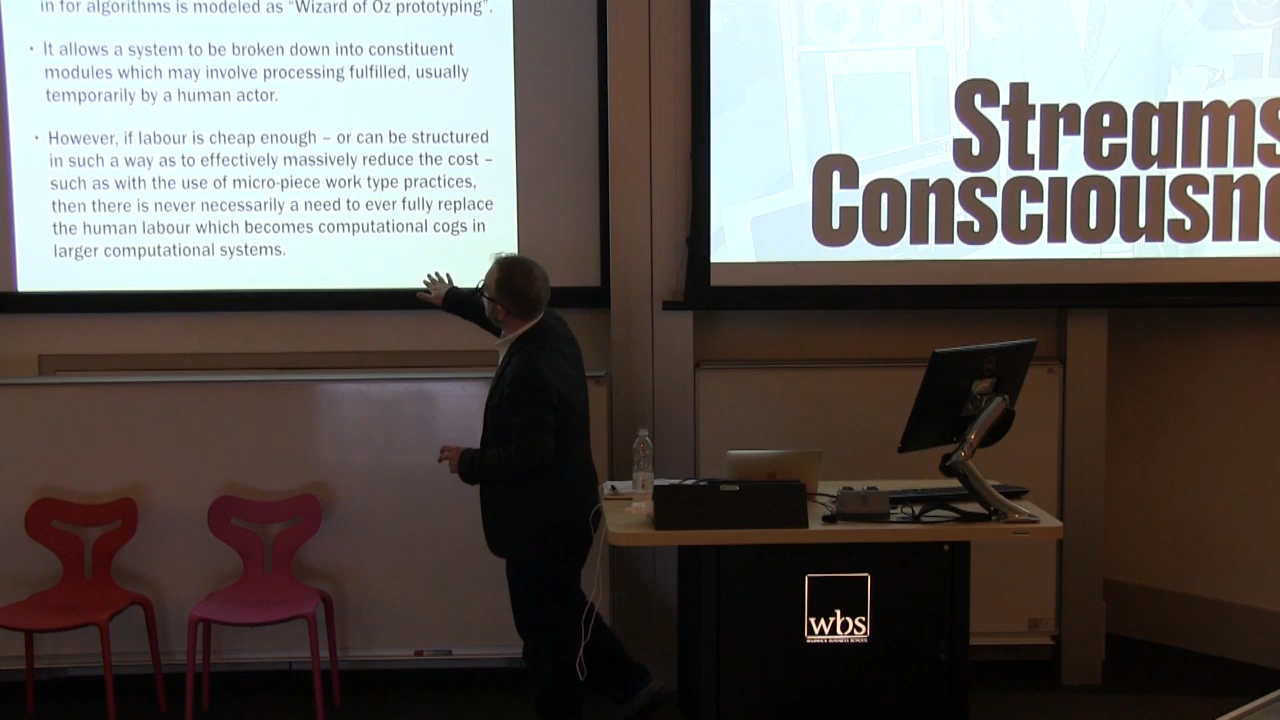 in for algorithms is modeled as “Wizard of Oz prototyping”.
• It allows a system to be broken down into constituent
modules which may involve processing fulfilled, usually
temporarily by a human actor.
• However, if labour is cheap enough – or can be structured
in such a way as to effectively massively reduce the cost –
such as with the use of micro-piece work type practices,
then there is never necessarily a need to ever fully replace
the human labour which becomes computational cogs in
larger computational systems.
Streams
Consciousne
wbs
WARWICK BUSINESS SCHOOL